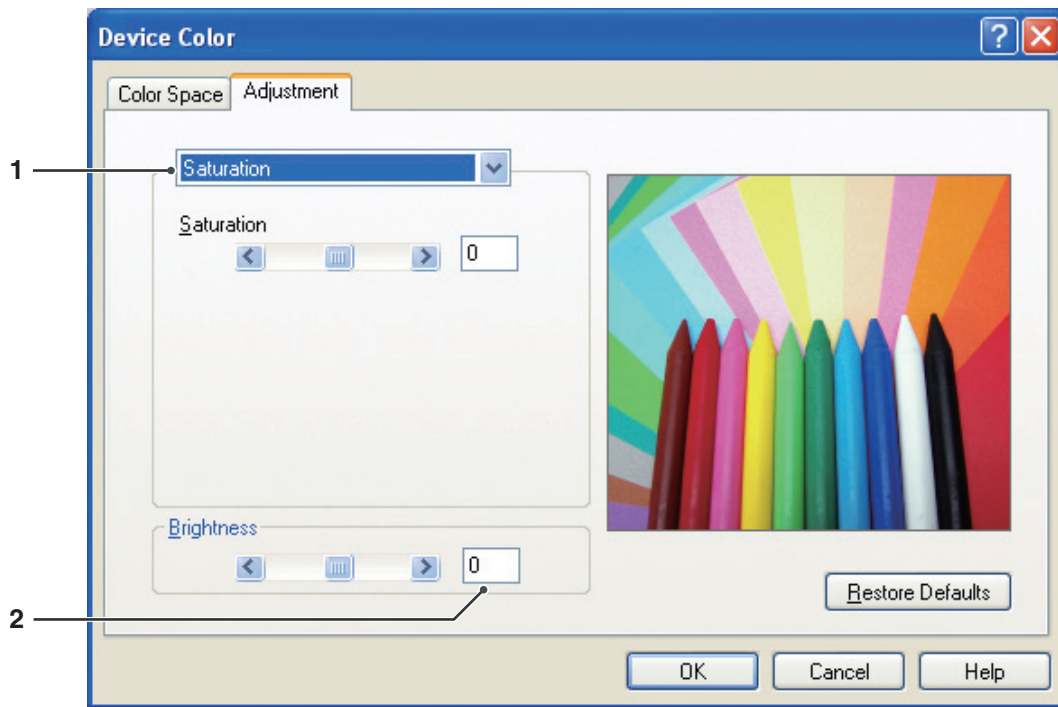 Device Color
Color Space Adjustment
1
Saturation
Saturation
0
Brightness
0
2
Restore Defaults
OK Cancel Help